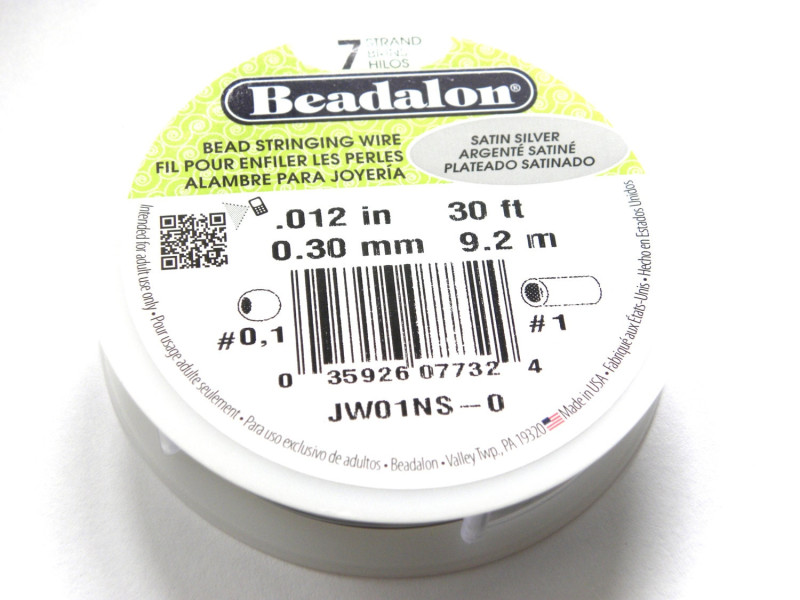 7 STRAND
BRINS
HILOS
Beadalon®
BEAD STRINGING WIRE
FIL POUR ENFILER LES PERLES
ALAMBRE PARA JOYERÍA
SATIN SILVER
ARGENTÉ SATINÉ
PLATEADO SATINADO
.012 in 30 ft
0.30 mm 9.2 m
#0,1
#1
0 35926 07732 4
JW01NS-0
Intended for adult use only • Pour usage adulte seulement • Para uso exclusivo de adultos • Beadalon • Valley Twp., PA 19320 Made in USA • Fabriqué aux États-Unis • Hecho en Estados Unidos